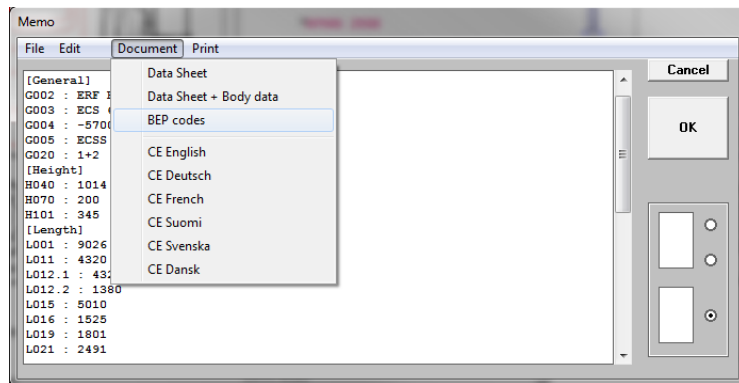 Memo
File Edit Document Print
Data Sheet
Data Sheet + Body data
BEP codes
CE English
CE Deutsch
CE French
CE Suomi
CE Svenska
CE Dansk
[General]
G002 : ERF
G003 : ECS
G004 : -5700
G005 : ECSS
G020 : 1+2
[Height]
H040 : 1014
H070 : 200
H101 : 345
[Length]
L001 : 9026
L011 : 4320
L012.1 : 432
L012.2 : 1380
L015 : 5010
L016 : 1525
L019 : 1801
L021 : 2491
Cancel
OK